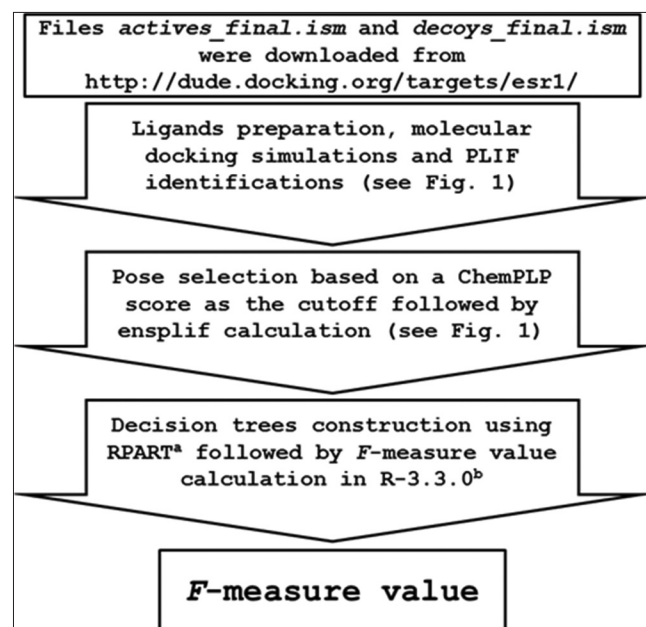 Files actives_final.ism and decoys_final.ism
were downloaded from
http://dude.docking.org/targets/esr1/
Ligands preparation, molecular
docking simulations and PLIF
identifications (see Fig. 1)
Pose selection based on a ChemPLP
score as the cutoff followed by
ensplif calculation (see Fig. 1)
Decision trees construction using
RPARTᵃ followed by F-measure value
calculation in R-3.3.0ᵇ
F-measure value